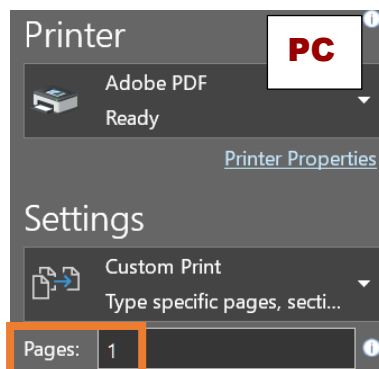 Printer
PC
Adobe PDF
Ready
Printer Properties
Settings
Custom Print
Type specific pages, secti...
Pages: 1